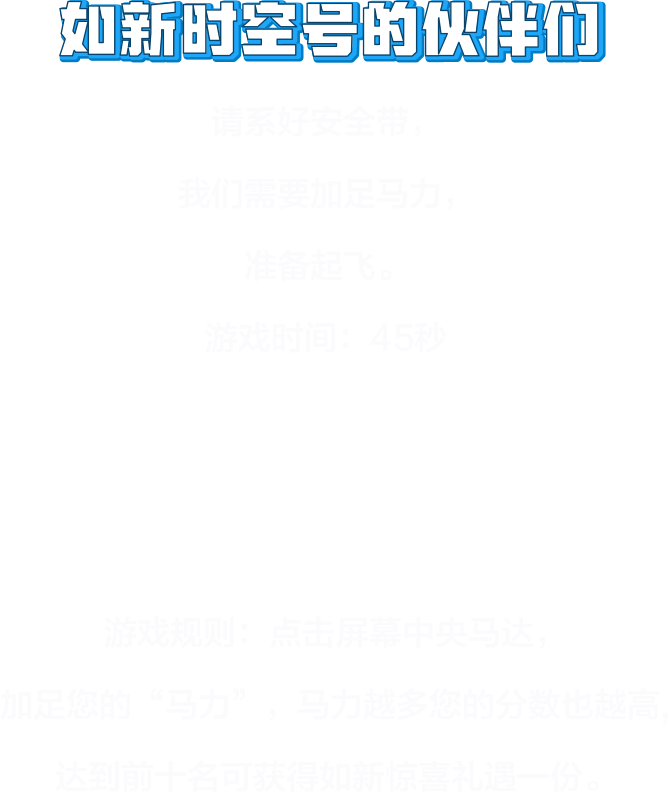 如新时空号的伙伴们
请系好安全带，
我们需要加足马力，
准备起飞。
游戏时间：45秒
游戏规则：点击屏幕中央马达，
加足您的“马力”，马力越多您的分数也越高，
达到前十名可获得如新惊喜礼遇一份。